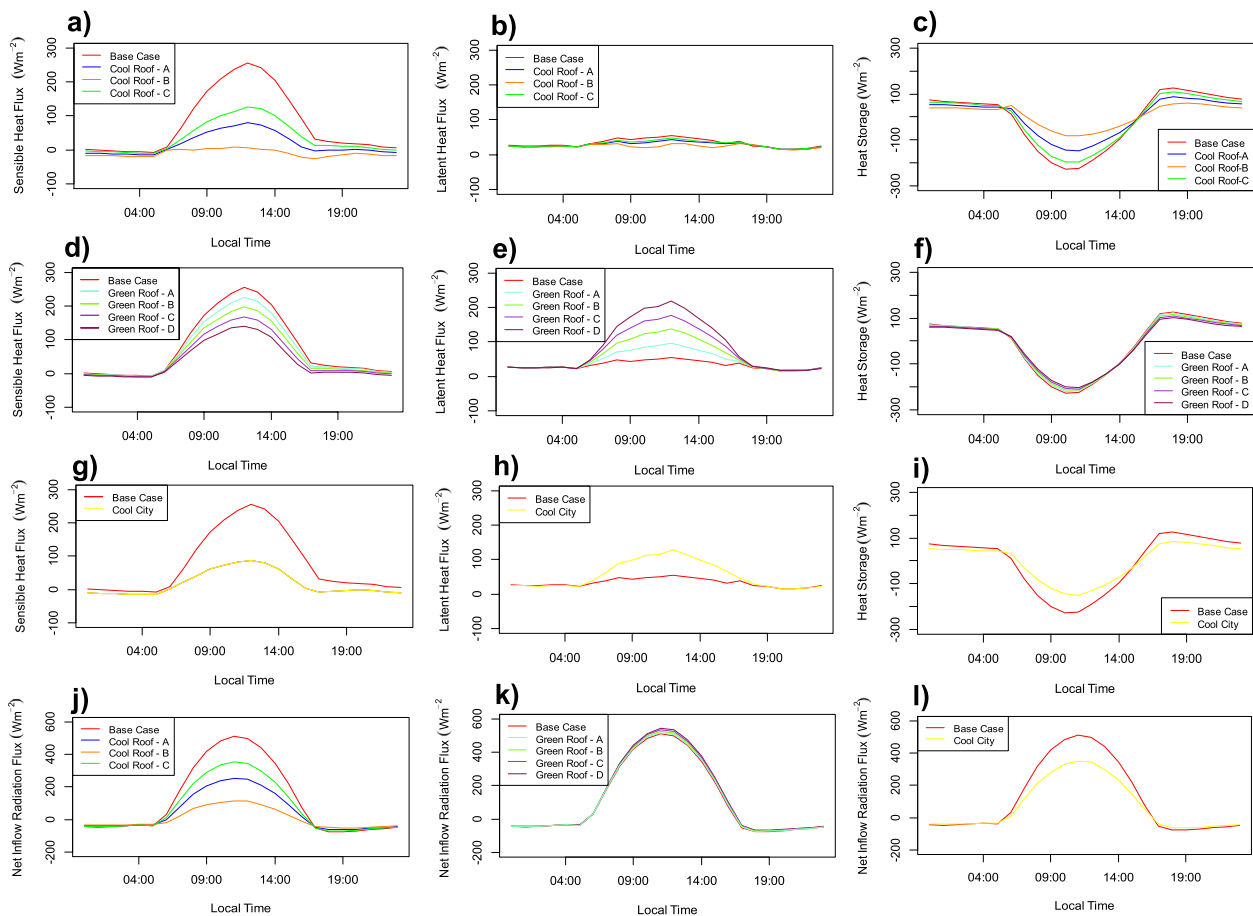 a)
Sensible Heat Flux (Wm−2)
300
200
100
0
-100
Base Case
Cool Roof - A
Cool Roof - B
Cool Roof - C
04:00 09:00 14:00 19:00
Local Time
b)
Latent Heat Flux (Wm−2)
300
200
100
0
-100
Base Case
Cool Roof - A
Cool Roof - B
Cool Roof - C
04:00 09:00 14:00 19:00
Local Time
c)
Heat Storage (Wm−2)
300
100
-100
-300
Base Case
Cool Roof-A
Cool Roof-B
Cool Roof-C
04:00 09:00 14:00 19:00
Local Time
d)
Sensible Heat Flux (Wm−2)
300
200
100
0
-100
Base Case
Green Roof - A
Green Roof - B
Green Roof - C
Green Roof - D
04:00 09:00 14:00 19:00
Local Time
e)
Latent Heat Flux (Wm−2)
300
200
100
0
-100
Base Case
Green Roof - A
Green Roof - B
Green Roof - C
Green Roof - D
04:00 09:00 14:00 19:00
Local Time
f)
Heat Storage (Wm−2)
300
100
-100
-300
Base Case
Green Roof - A
Green Roof - B
Green Roof - C
Green Roof - D
04:00 09:00 14:00 19:00
Local Time
g)
Sensible Heat Flux (Wm−2)
300
200
100
0
-100
Base Case
Cool City
04:00 09:00 14:00 19:00
Local Time
h)
Latent Heat Flux (Wm−2)
300
200
100
0
-100
Base Case
Cool City
04:00 09:00 14:00 19:00
Local Time
i)
Heat Storage (Wm−2)
300
100
-100
-300
Base Case
Cool City
04:00 09:00 14:00 19:00
Local Time
j)
Net Inflow Radiation Flux (Wm−2)
600
400
200
0
200
Base Case
Cool Roof - A
Cool Roof - B
Cool Roof - C
04:00 09:00 14:00 19:00
Local Time
k)
Net Inflow Radiation Flux (Wm−2
600
400
200
0
200
Base Case
Green Roof - A
Green Roof - B
Green Roof - C
Green Roof - D
04:00 09:00 14:00 19:00
Local Time
l)
Net Inflow Radiation Flux (Wm−2)
600
400
200
0
-200
Base Case
Cool City
04:00 09:00 14:00 19:00
Local Time